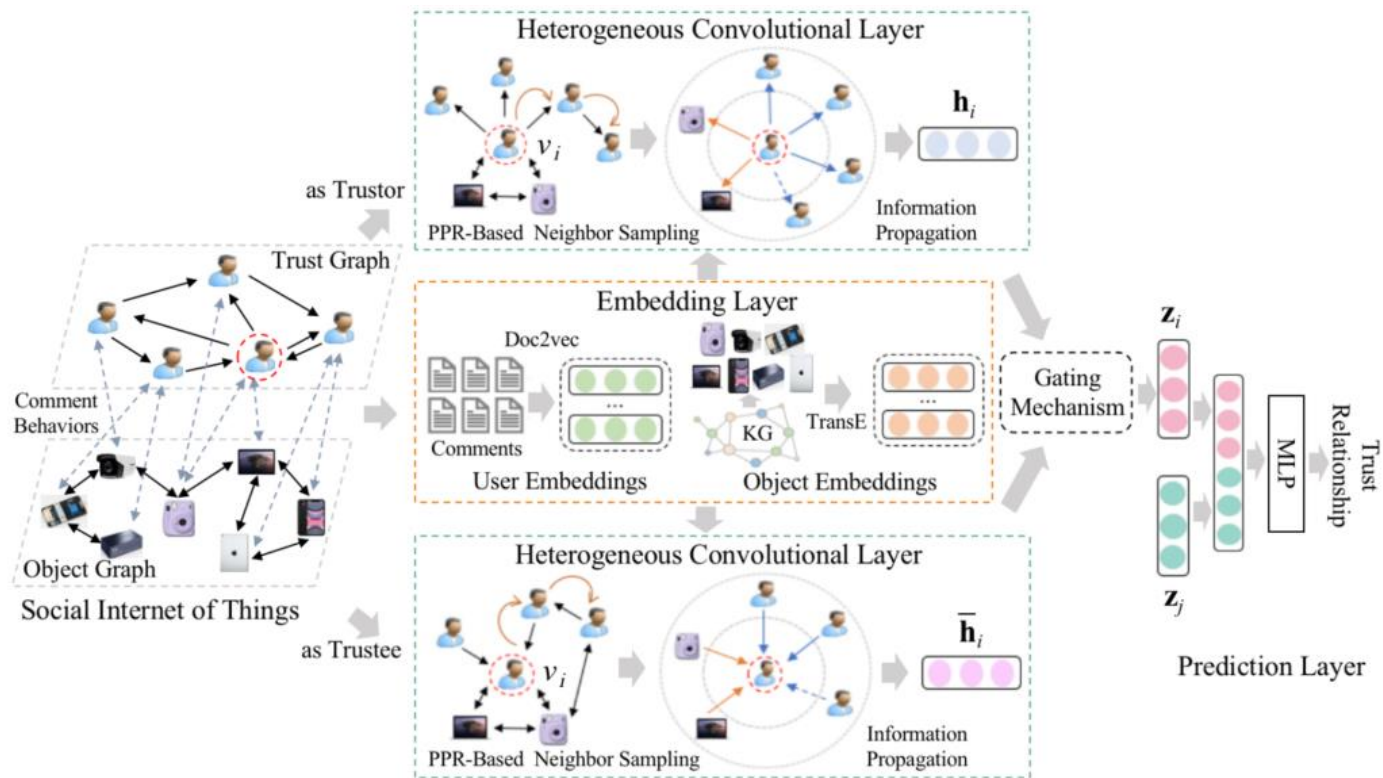 Heterogeneous Convolutional Layer
v_i
PPR-Based Neighbor Sampling
Information
Propagation
h_i
as Trustor
Trust Graph
Comment
Behaviors
Object Graph
Social Internet of Things
as Trustee
Embedding Layer
Doc2vec
Comments
...
User Embeddings
KG
TransE
...
Object Embeddings
Heterogeneous Convolutional Layer
v_i
PPR-Based Neighbor Sampling
Information
Propagation
h̅_i
Gating
Mechanism
z_i
z_j
MLP
Trust
Relationship
Prediction Layer